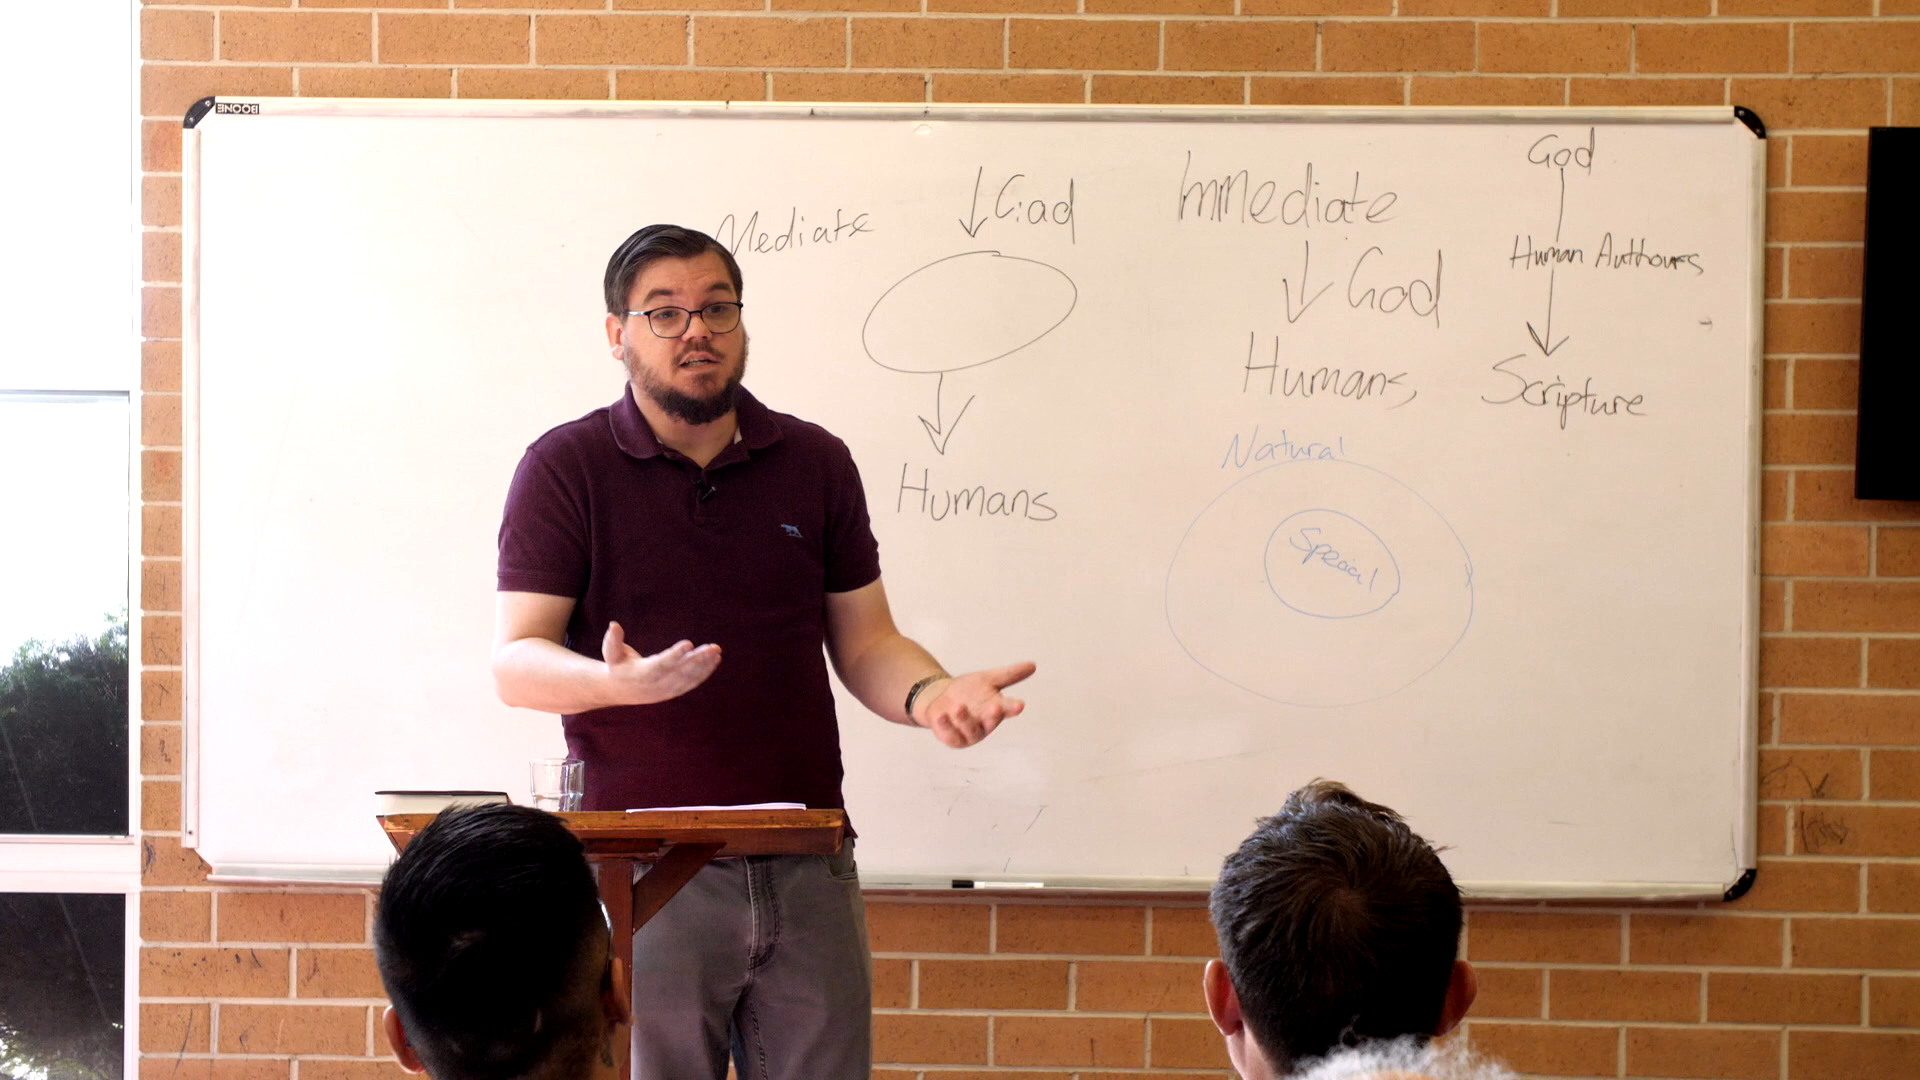 BOONE
Mediate
God
Humans
Immediate
God
Humans,
God
Human Authours
Scripture
Natural
Special